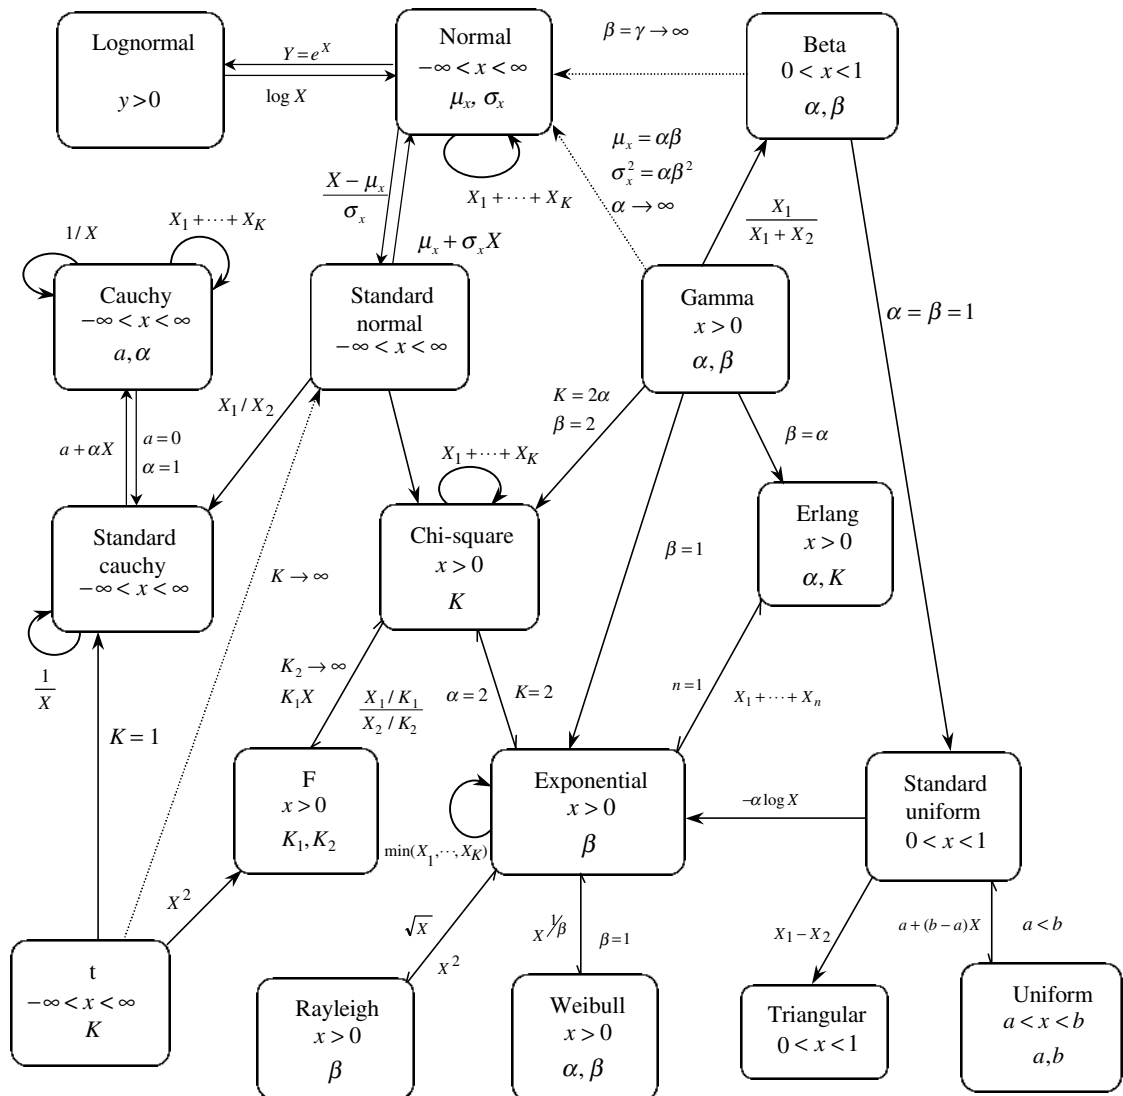 Lognormal
y > 0
Y = e^X
log X
Normal
−∞ < x < ∞
μ_x, σ_x
β = γ → ∞
Beta
0 < x < 1
α, β
X_1 + ⋯ + X_K
μ_x = αβ
σ_x^2 = αβ^2
α → ∞
X_1
X_1 + X_2
X − μ_x
σ_x
μ_x + σ_x X
1 / X
X_1 + ⋯ + X_K
Cauchy
−∞ < x < ∞
a, α
Standard
normal
−∞ < x < ∞
Gamma
x > 0
α, β
α = β = 1
a + αX
a = 0
α = 1
X_1 / X_2
K = 2α
β = 2
β = α
X_1 + ⋯ + X_K
Standard
cauchy
−∞ < x < ∞
K → ∞
Chi-square
x > 0
K
β = 1
Erlang
x > 0
α, K
1
X
K = 1
K_2 → ∞
K_1 X
X_1 / K_1
X_2 / K_2
α = 2
K = 2
n = 1
X_1 + ⋯ + X_n
F
x > 0
K_1, K_2
min(X_1, ⋯, X_K)
Exponential
x > 0
β
−α log X
Standard
uniform
0 < x < 1
X^2
√X
X^2
X^1/β
β = 1
X_1 − X_2
a + (b − a) X
a < b
t
−∞ < x < ∞
K
Rayleigh
x > 0
β
Weibull
x > 0
α, β
Triangular
0 < x < 1
Uniform
a < x < b
a, b